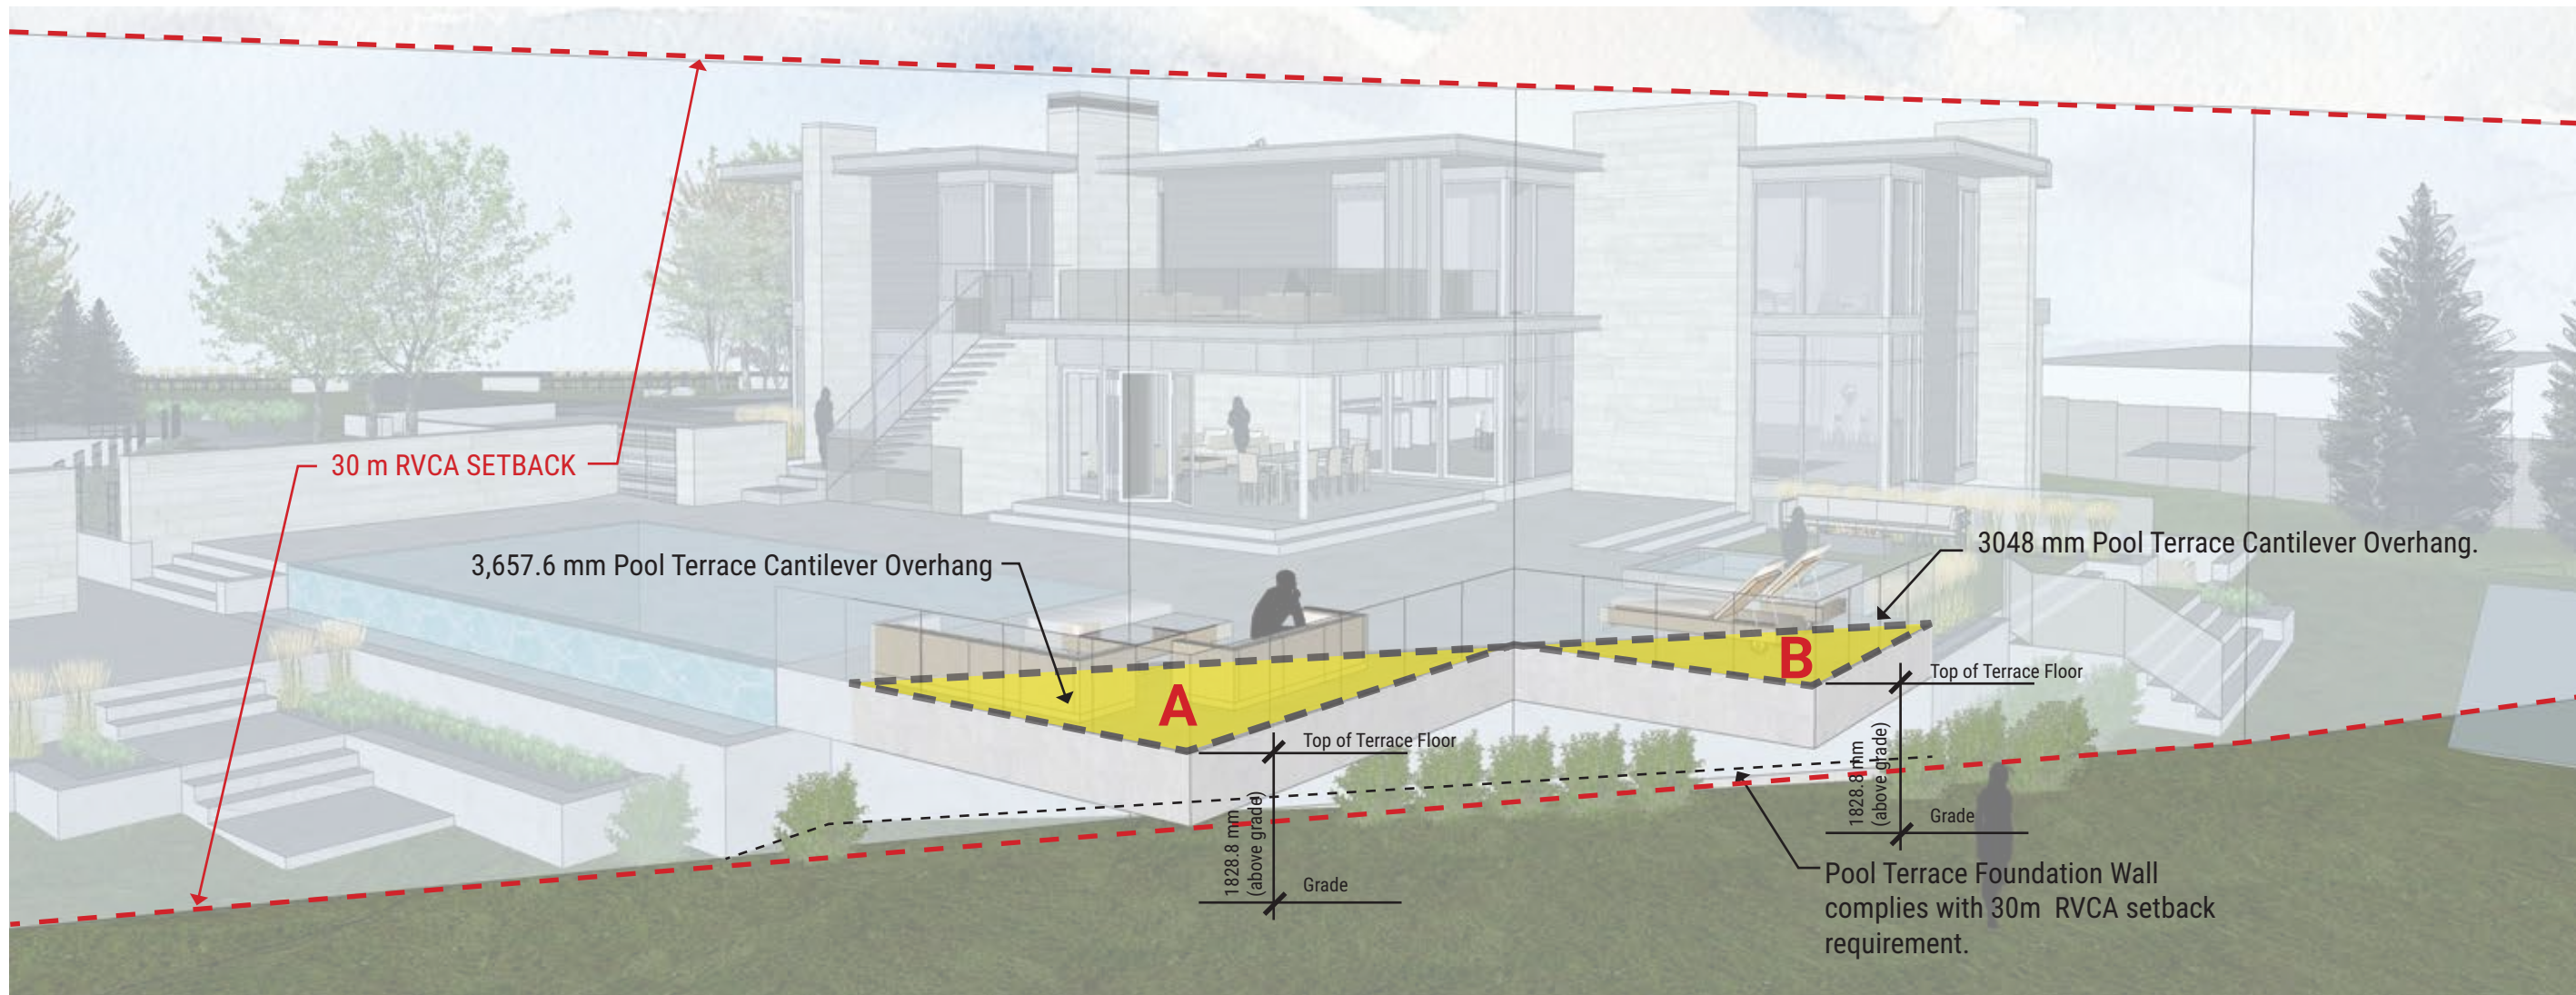 30 m RVCA SETBACK
3,657.6 mm Pool Terrace Cantilever Overhang
3048 mm Pool Terrace Cantilever Overhang.
A
B
Top of Terrace Floor
1828.8 mm
(above grade)
Grade
Top of Terrace Floor
1828.8 mm
(above grade)
Grade
Pool Terrace Foundation Wall
complies with 30m  RVCA setback
requirement.